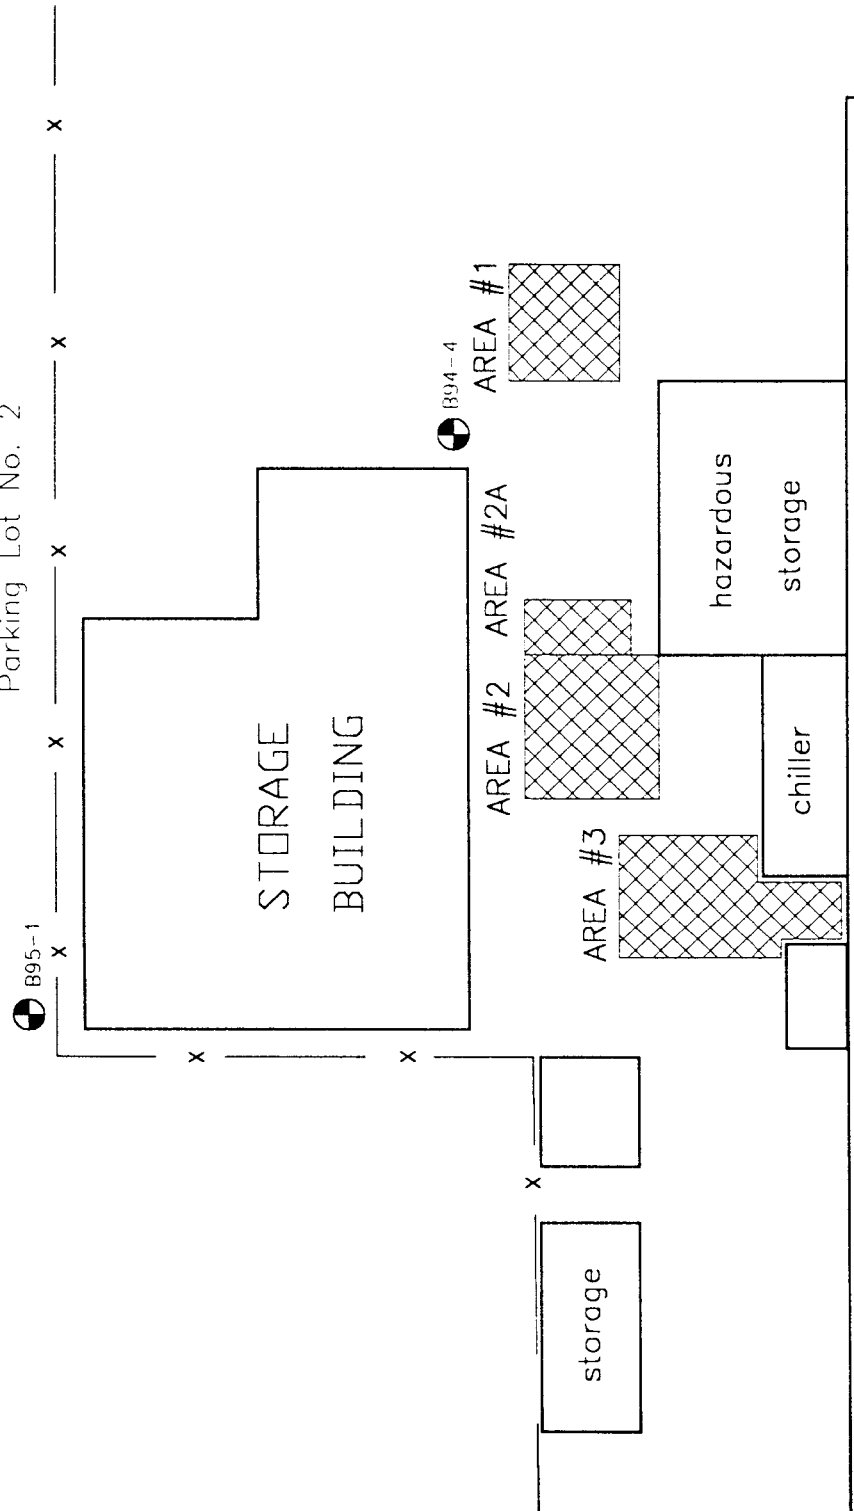 Parking Lot No. 2
B95-1
STORAGE
BUILDING
B94-4
AREA #1
AREA #2A
AREA #2
AREA #3
hazardous
storage
chiller
storage
x
x
x
x
x
x
x
x